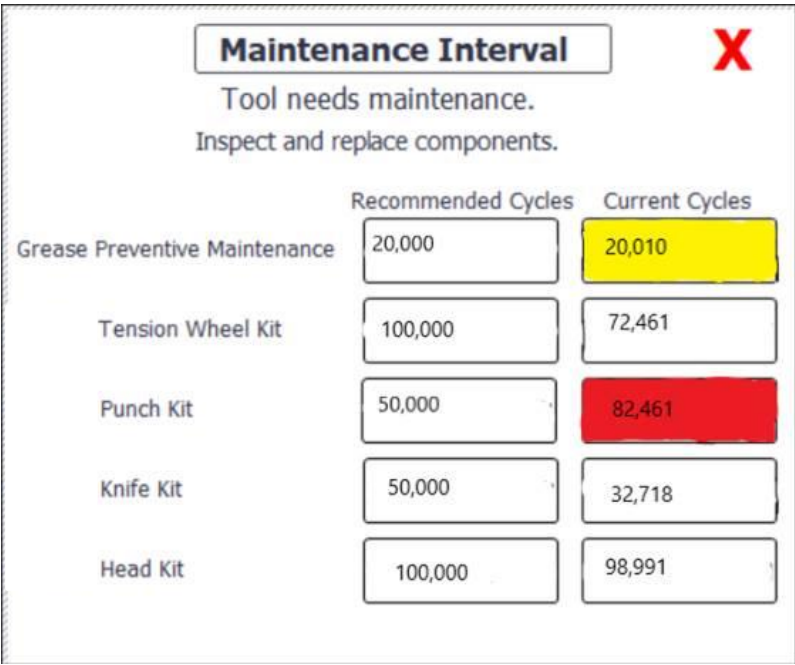 Maintenance Interval
X
Tool needs maintenance.
Inspect and replace components.
Recommended Cycles Current Cycles
Grease Preventive Maintenance 20,000 20,010
Tension Wheel Kit 100,000 72,461
Punch Kit 50,000 82,461
Knife Kit 50,000 32,718
Head Kit 100,000 98,991